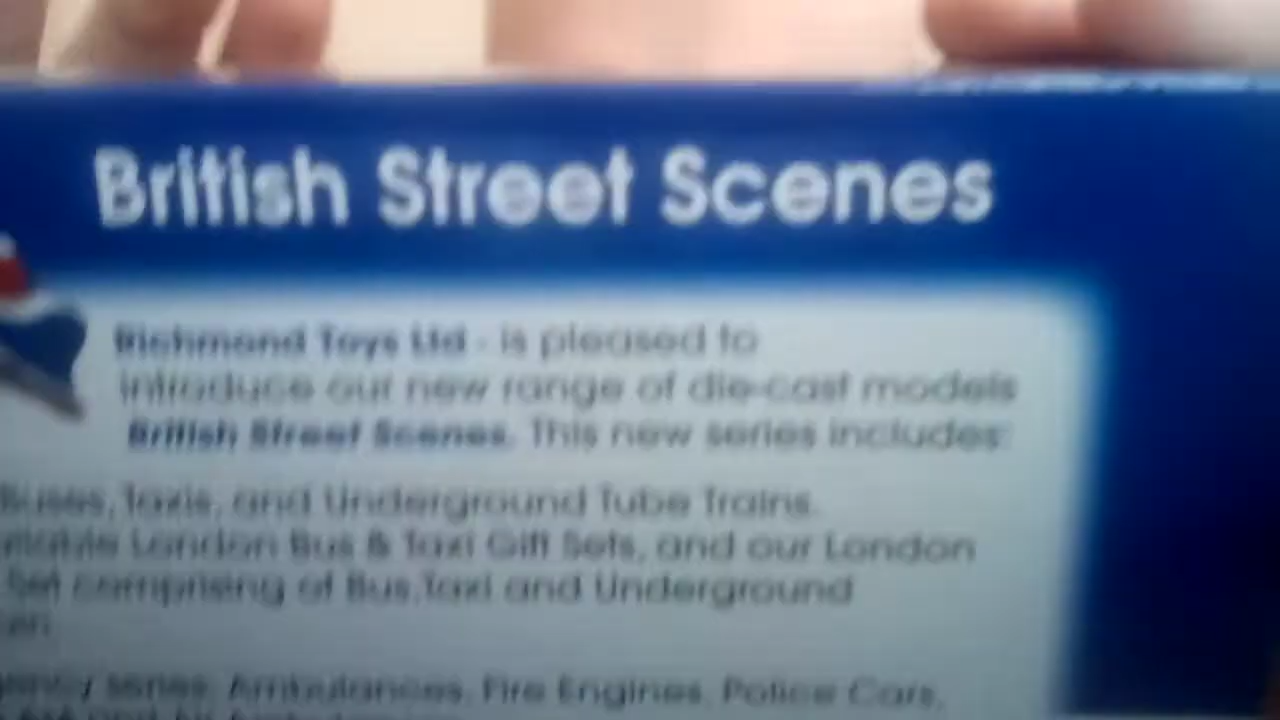 British Street Scenes
Richmond Toys Ltd - is pleased to
introduce our new range of die-cast models
British Street Scenes. This new series includes:
Buses, Taxis, and Underground Tube Trains.
London Bus & Taxi Gift Sets, and our London
Set comprising of Bus, Taxi and Underground
series, Ambulances, Fire Engines, Police Cars,